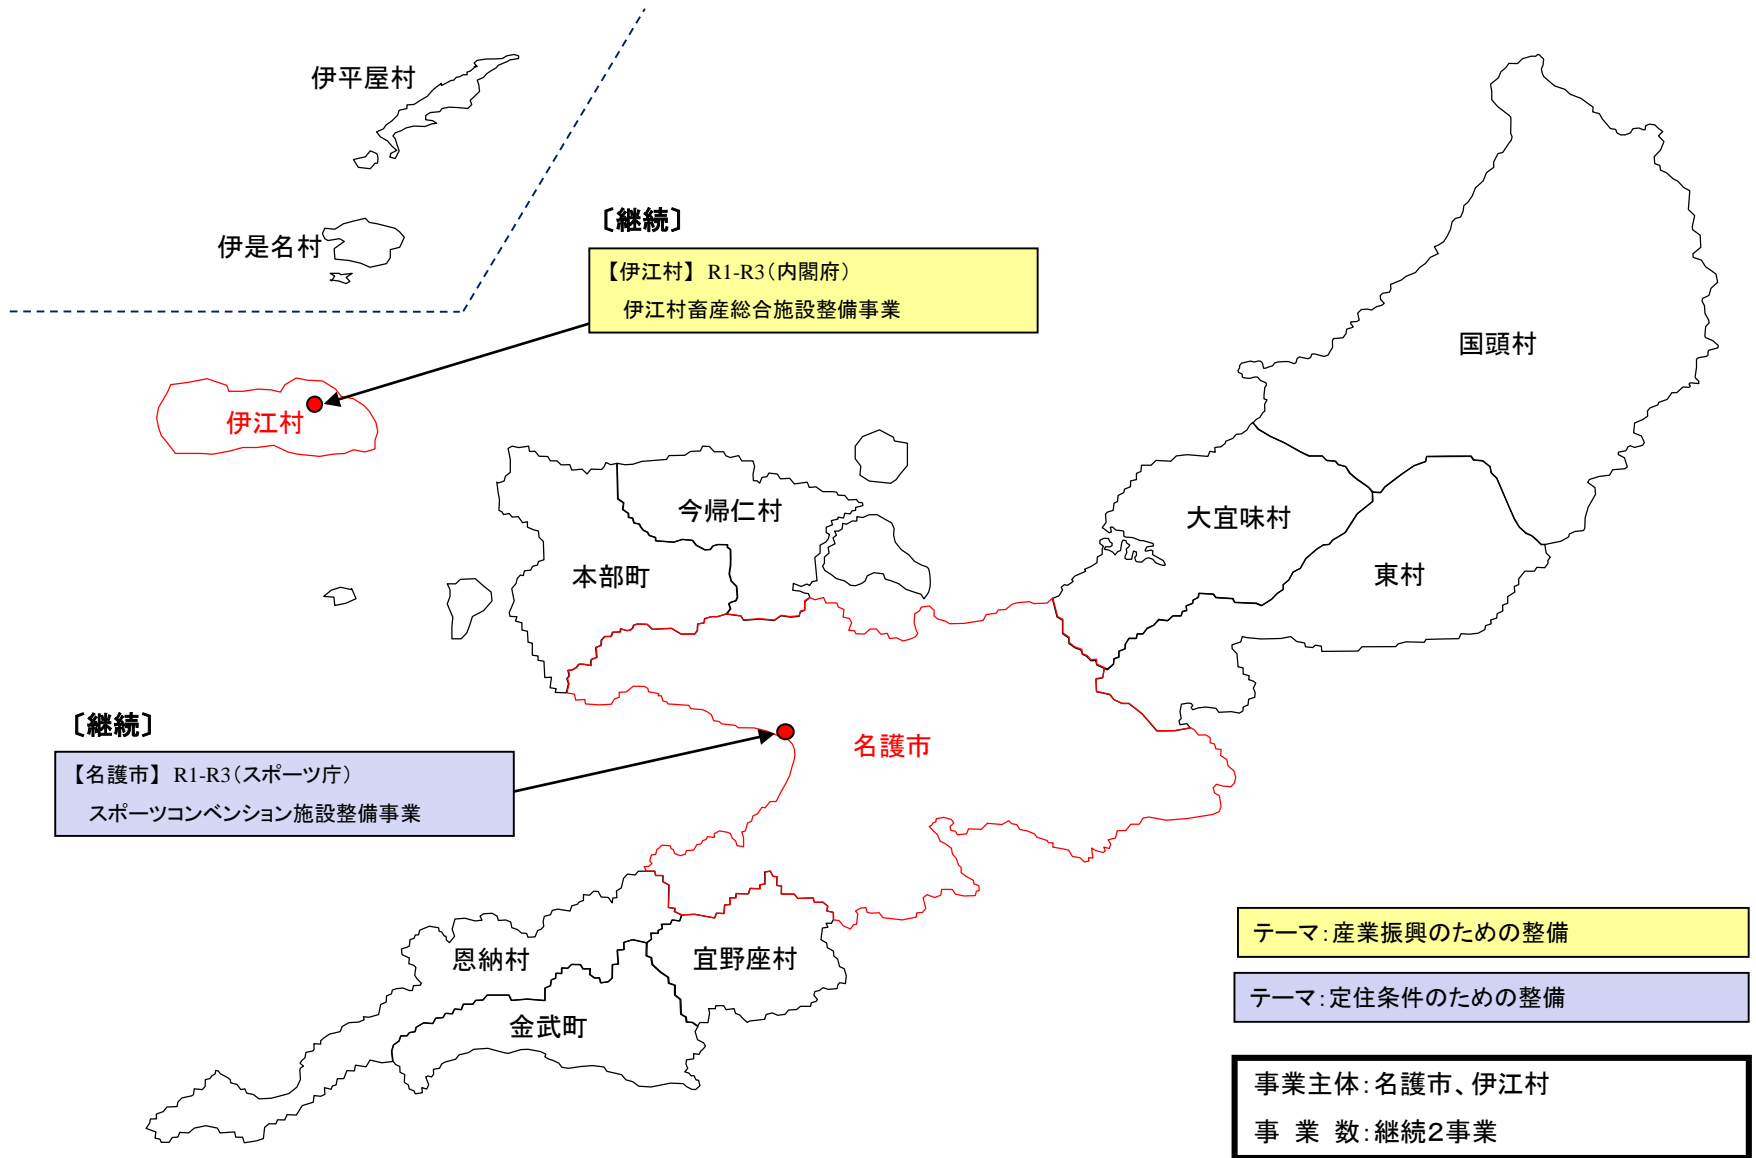 伊平屋村
伊是名村
〔継続〕
【伊江村】 R1-R3(内閣府)
伊江村畜産総合施設整備事業
国頭村
伊江村
今帰仁村
大宜味村
本部町
東村
〔継続〕
【名護市】 R1-R3(スポーツ庁)
スポーツコンベンション施設整備事業
名護市
恩納村
宜野座村
金武町
テーマ:産業振興のための整備
テーマ:定住条件のための整備
事業主体:名護市、伊江村
事 業 数:継続2事業